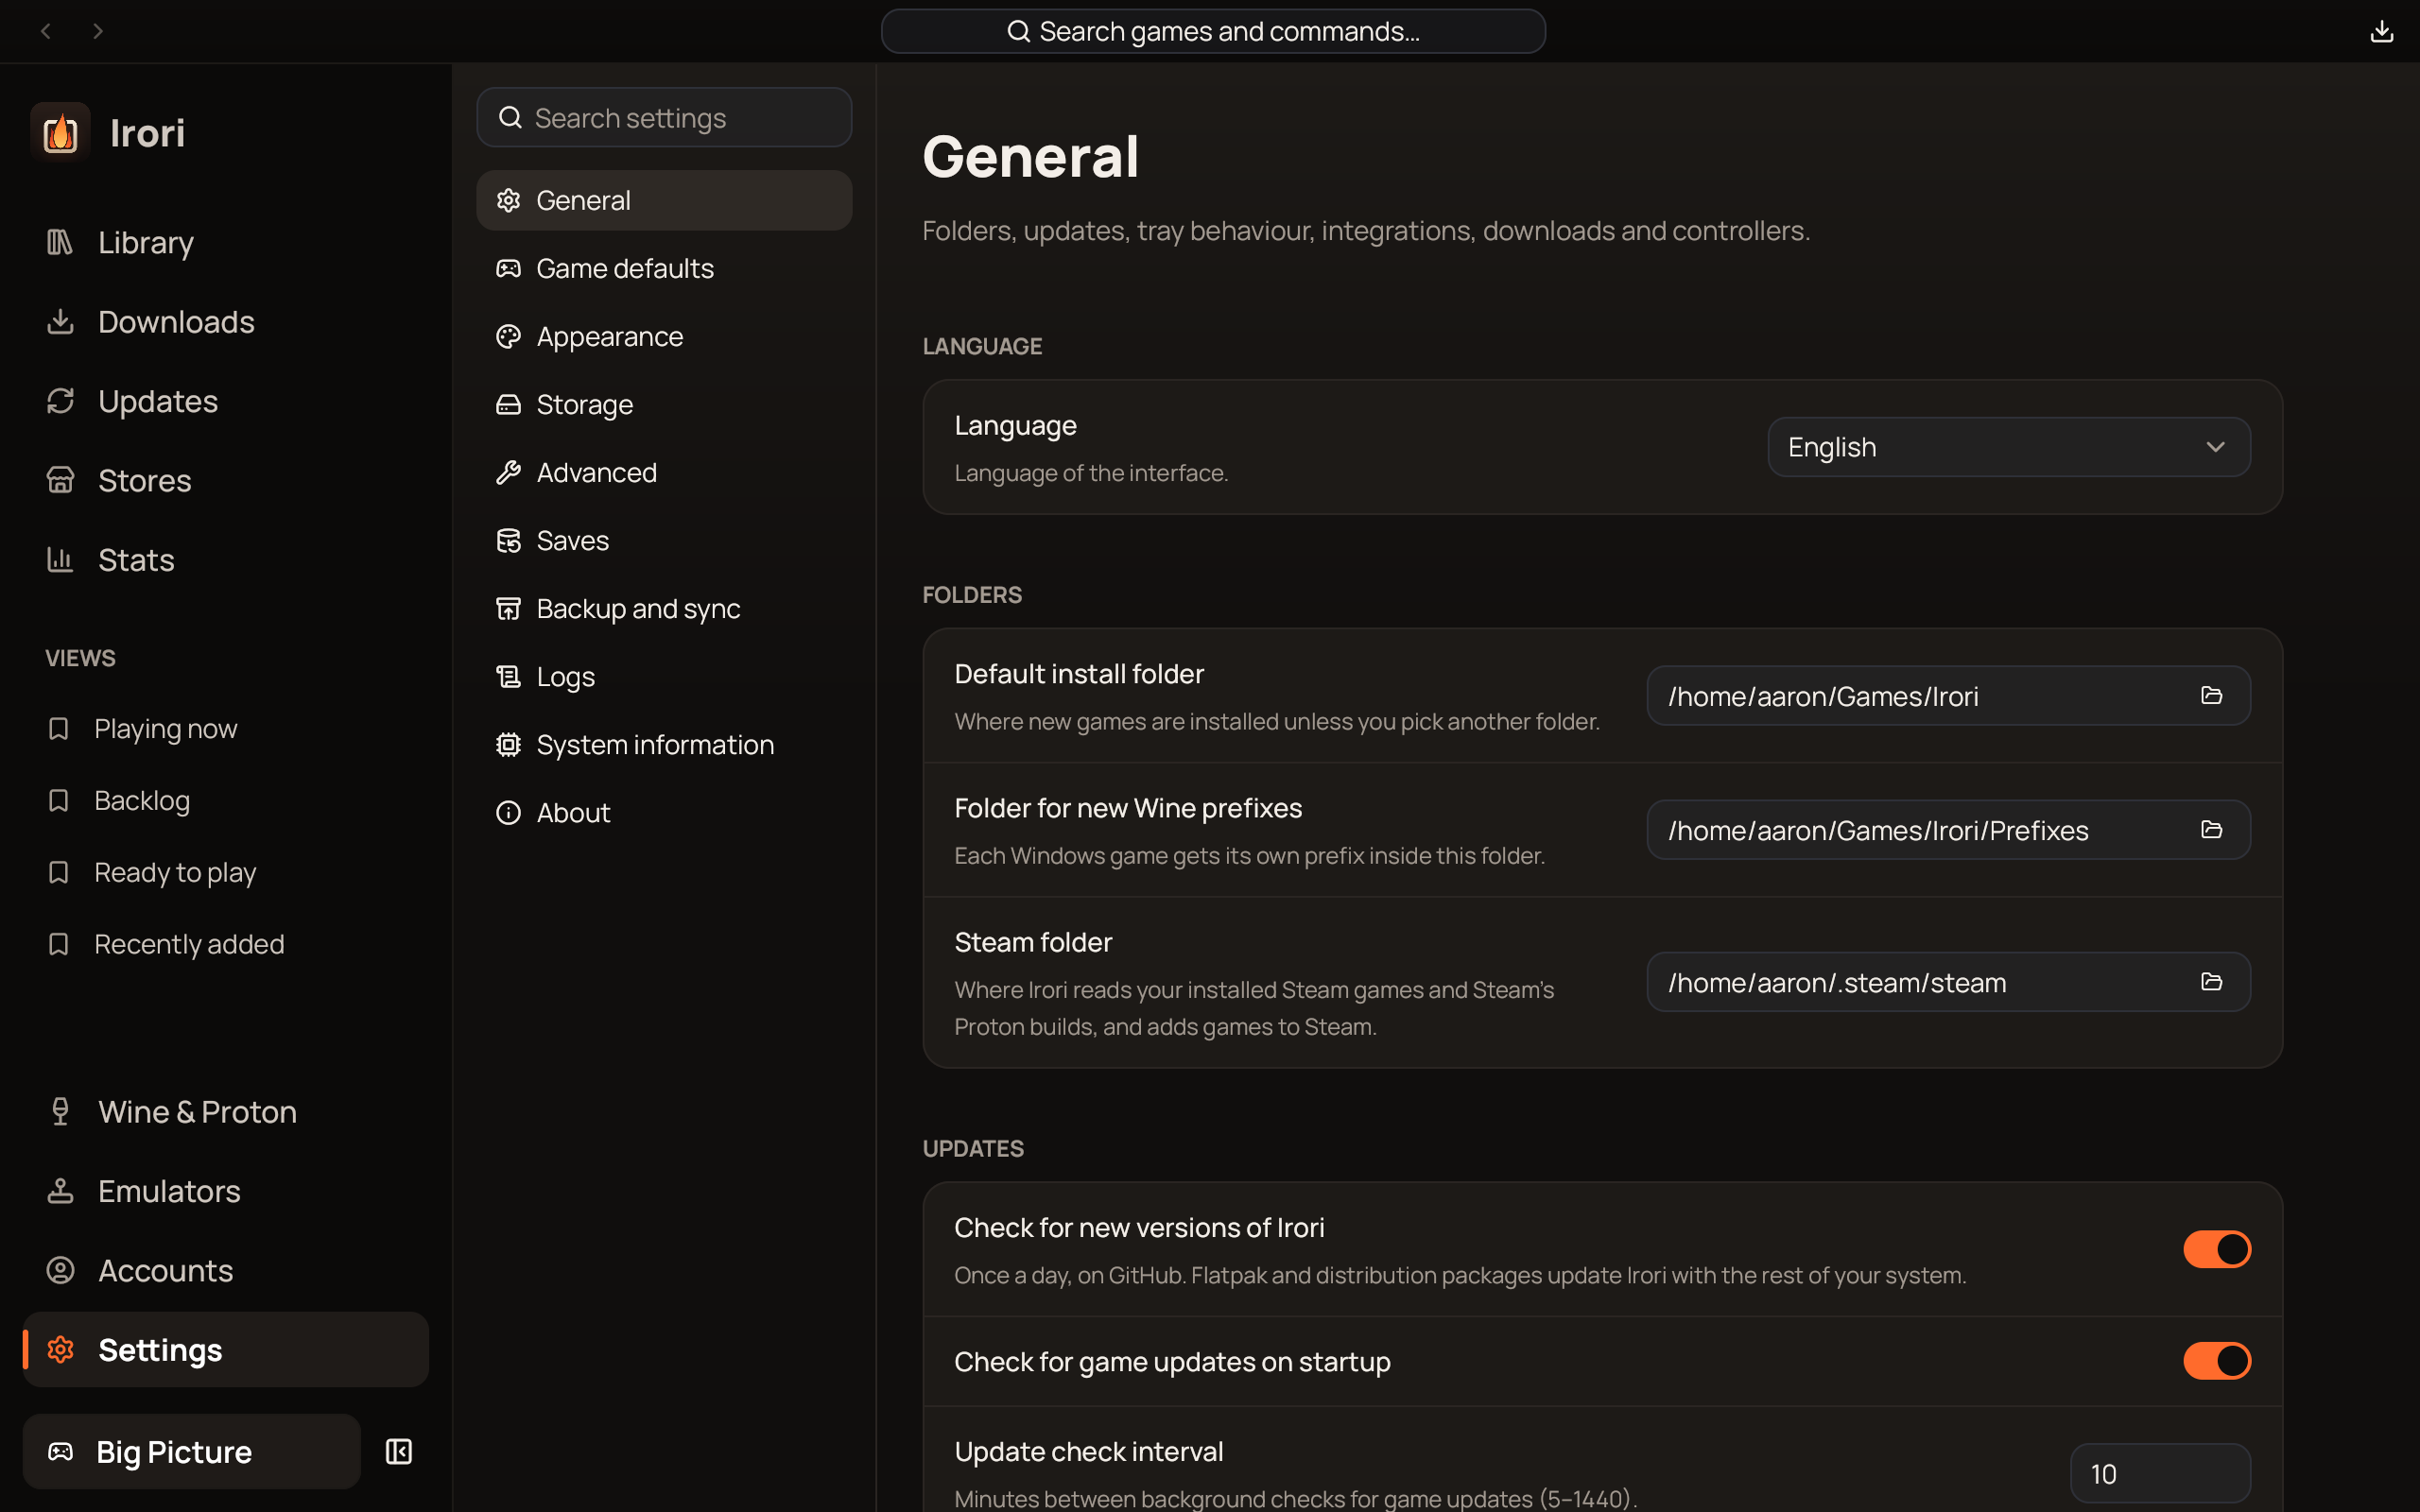 Search games and commands...
Irori
Library
Downloads
Updates
Stores
Stats
VIEWS
Playing now
Backlog
Ready to play
Recently added
Wine & Proton
Emulators
Accounts
Settings
Big Picture
Search settings
General
Game defaults
Appearance
Storage
Advanced
Saves
Backup and sync
Logs
System information
About
General
Folders, updates, tray behaviour, integrations, downloads and controllers.
LANGUAGE
Language
Language of the interface.
English
FOLDERS
Default install folder
Where new games are installed unless you pick another folder.
/home/aaron/Games/Irori
Folder for new Wine prefixes
Each Windows game gets its own prefix inside this folder.
/home/aaron/Games/Irori/Prefixes
Steam folder
Where Irori reads your installed Steam games and Steam's
Proton builds, and adds games to Steam.
/home/aaron/.steam/steam
UPDATES
Check for new versions of Irori
Once a day, on GitHub. Flatpak and distribution packages update Irori with the rest of your system.
Check for game updates on startup
Update check interval
Minutes between background checks for game updates (5–1440).
10